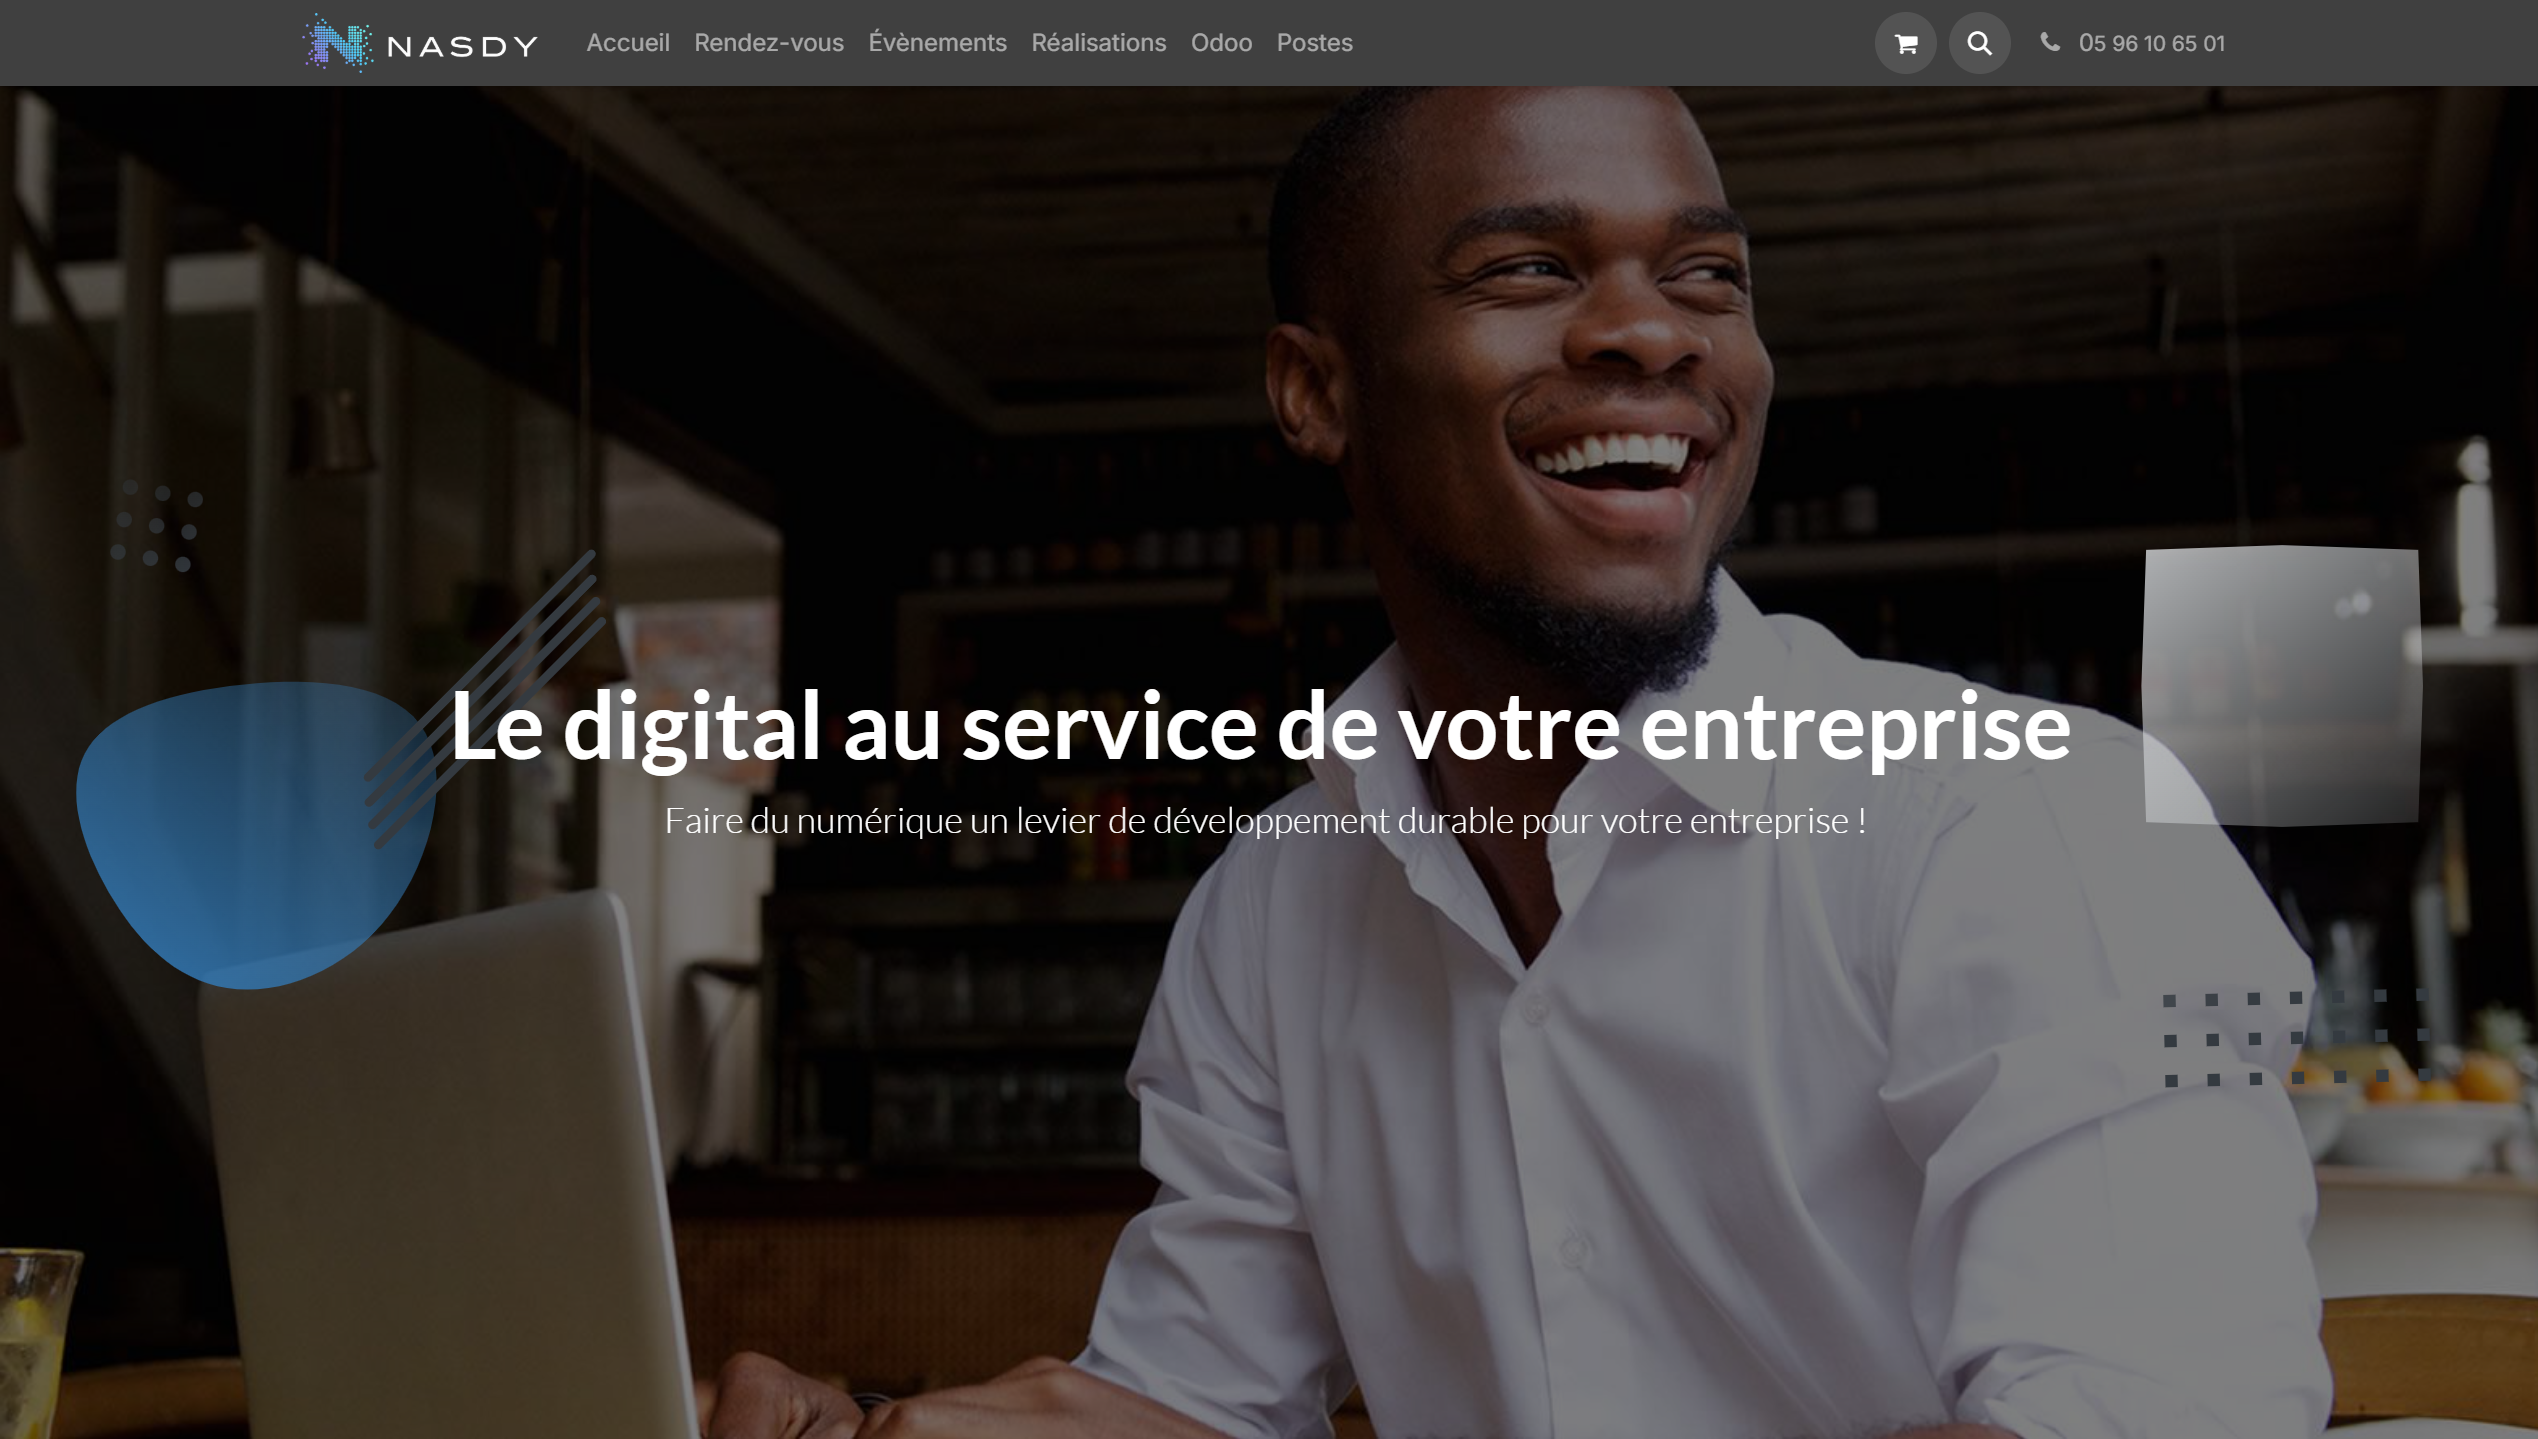 NASDY
Accueil Rendez-vous Évènements Réalisations Odoo Postes
05 96 10 65 01
Le digital au service de votre entreprise
Faire du numérique un levier de développement durable pour votre entreprise !